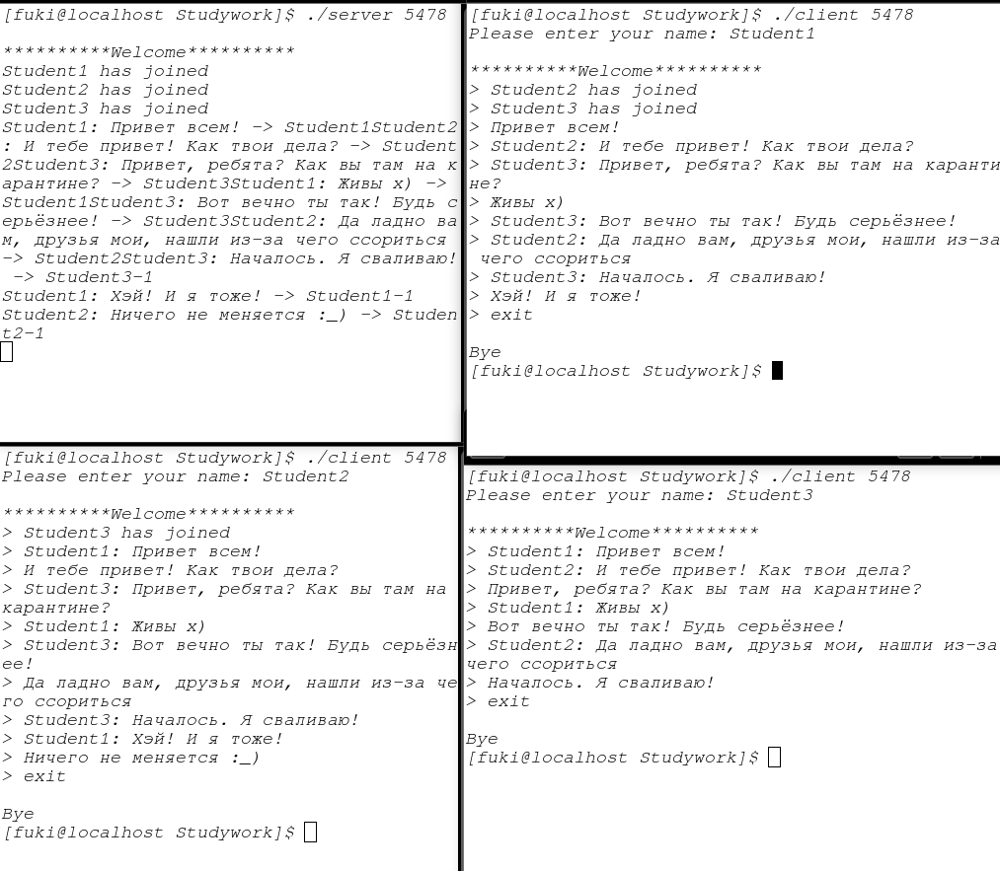 [fuki@localhost Studywork]$ ./server 5478
**********Welcome**********
Student1 has joined
Student2 has joined
Student3 has joined
Student1: Привет всем! -> Student1Student2
: И тебе привет! Как твои дела? -> Student
2Student3: Привет, ребята? Как вы там на к
арантине? -> Student3Student1: Живы х) ->
Student1Student3: Вот вечно ты так! Будь с
ерьёзнее! -> Student3Student2: Да ладно ва
м, друзья мои, нашли из-за чего ссориться
-> Student2Student3: Началось. Я сваливаю!
-> Student3-1
Student1: Хэй! И я тоже! -> Student1-1
Student2: Ничего не меняется :_) -> Studen
t2-1
[fuki@localhost Studywork]$ ./client 5478
Please enter your name: Student1
**********Welcome**********
> Student2 has joined
> Student3 has joined
> Привет всем!
> Student2: И тебе привет! Как твои дела?
> Student3: Привет, ребята? Как вы там на каранти
не?
> Живы х)
> Student3: Вот вечно ты так! Будь серьёзнее!
> Student2: Да ладно вам, друзья мои, нашли из-за
чего ссориться
> Student3: Началось. Я сваливаю!
> Хэй! И я тоже!
> exit
Bye
[fuki@localhost Studywork]$
[fuki@localhost Studywork]$ ./client 5478
Please enter your name: Student2
**********Welcome**********
> Student3 has joined
> Student1: Привет всем!
> И тебе привет! Как твои дела?
> Student3: Привет, ребята? Как вы там на
карантине?
> Student1: Живы х)
> Student3: Вот вечно ты так! Будь серьёзн
ее!
> Да ладно вам, друзья мои, нашли из-за че
го ссориться
> Student3: Началось. Я сваливаю!
> Student1: Хэй! И я тоже!
> Ничего не меняется :_)
> exit
Bye
[fuki@localhost Studywork]$
[fuki@localhost Studywork]$ ./client 5478
Please enter your name: Student3
**********Welcome**********
> Student1: Привет всем!
> Student2: И тебе привет! Как твои дела?
> Привет, ребята? Как вы там на карантине?
> Student1: Живы х)
> Вот вечно ты так! Будь серьёзнее!
> Student2: Да ладно вам, друзья мои, нашли из-за
чего ссориться
> Началось. Я сваливаю!
> exit
Bye
[fuki@localhost Studywork]$